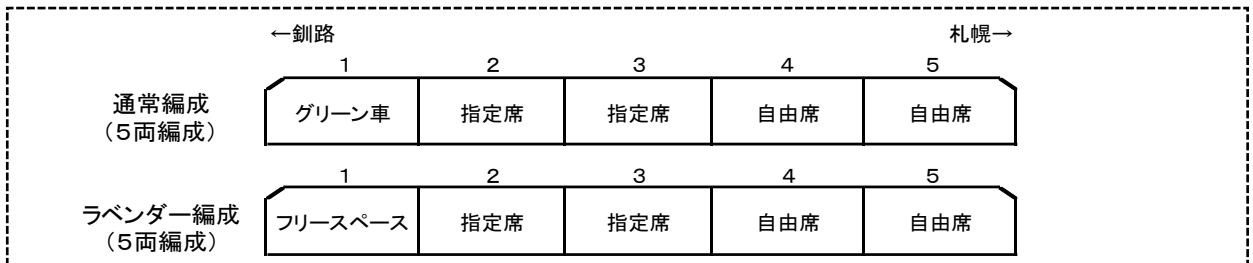 ←釧路 札幌→
1 2 3 4 5
通常編成
(5両編成)
グリーン車 指定席 指定席 自由席 自由席
1 2 3 4 5
ラベンダー編成
(5両編成)
フリースペース 指定席 指定席 自由席 自由席